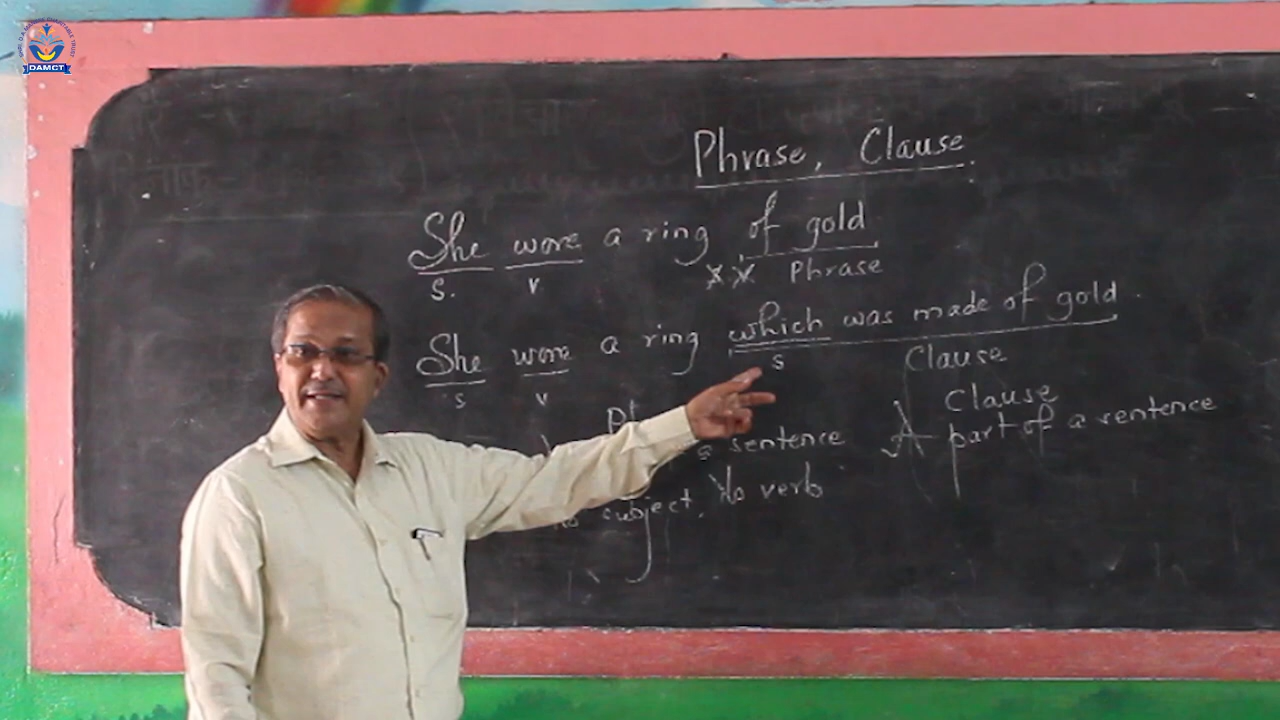 DAMCT
Phrase, Clause
She wore a ring of gold
S. V X X Phrase
She wore a ring which was made of gold.
S V S Clause
Clause
a sentence A part of a sentence
no subject, No verb